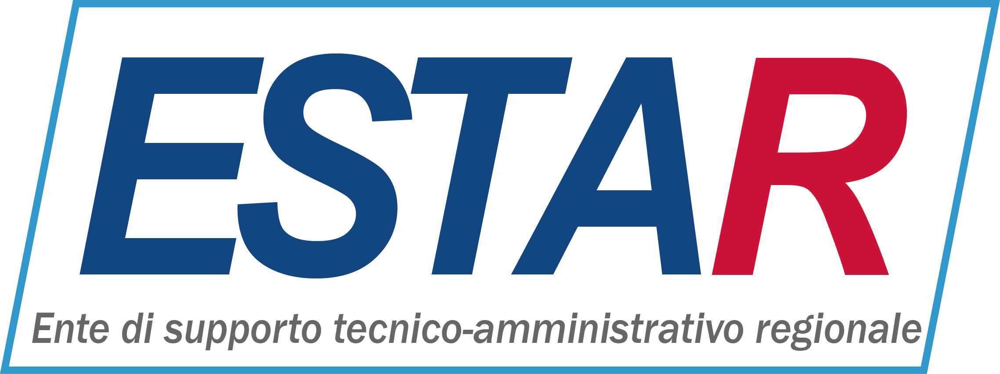 ESTAR
Ente di supporto tecnico-amministrativo regionale